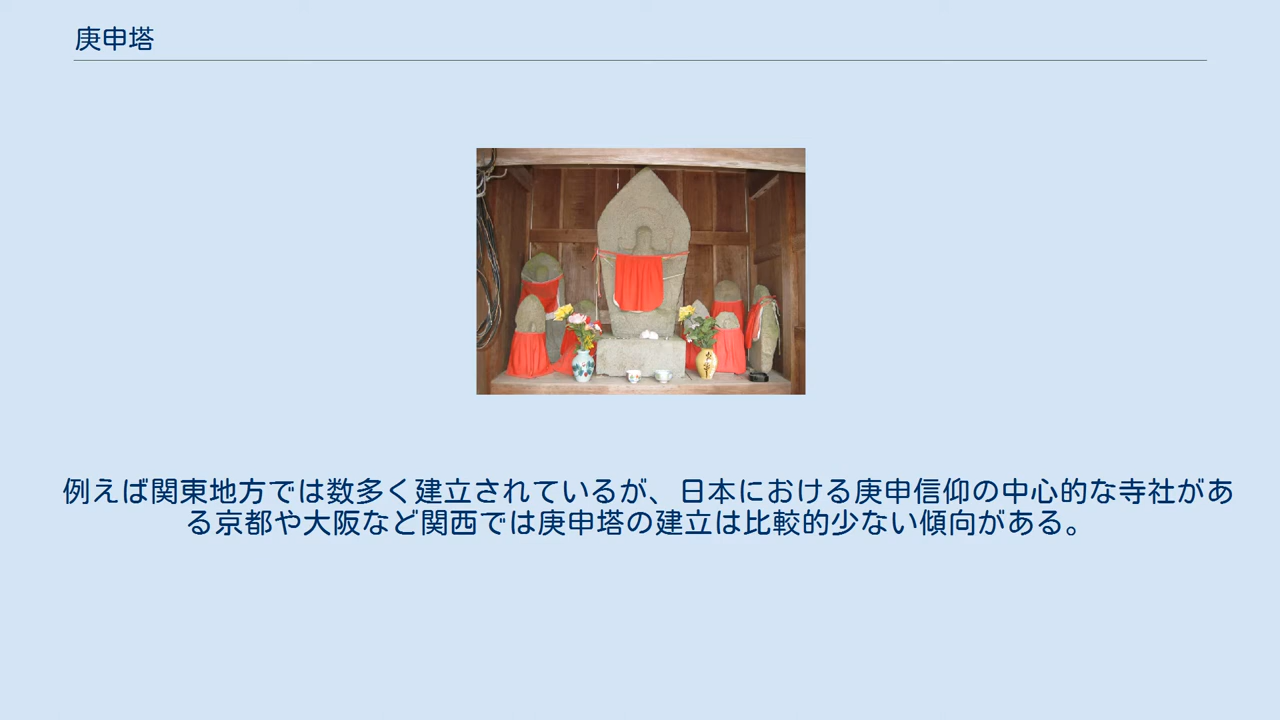 庚申塔
例えば関東地方では数多く建立されているが、日本における庚申信仰の中心的な寺社があ
る京都や大阪など関西では庚申塔の建立は比較的少ない傾向がある。